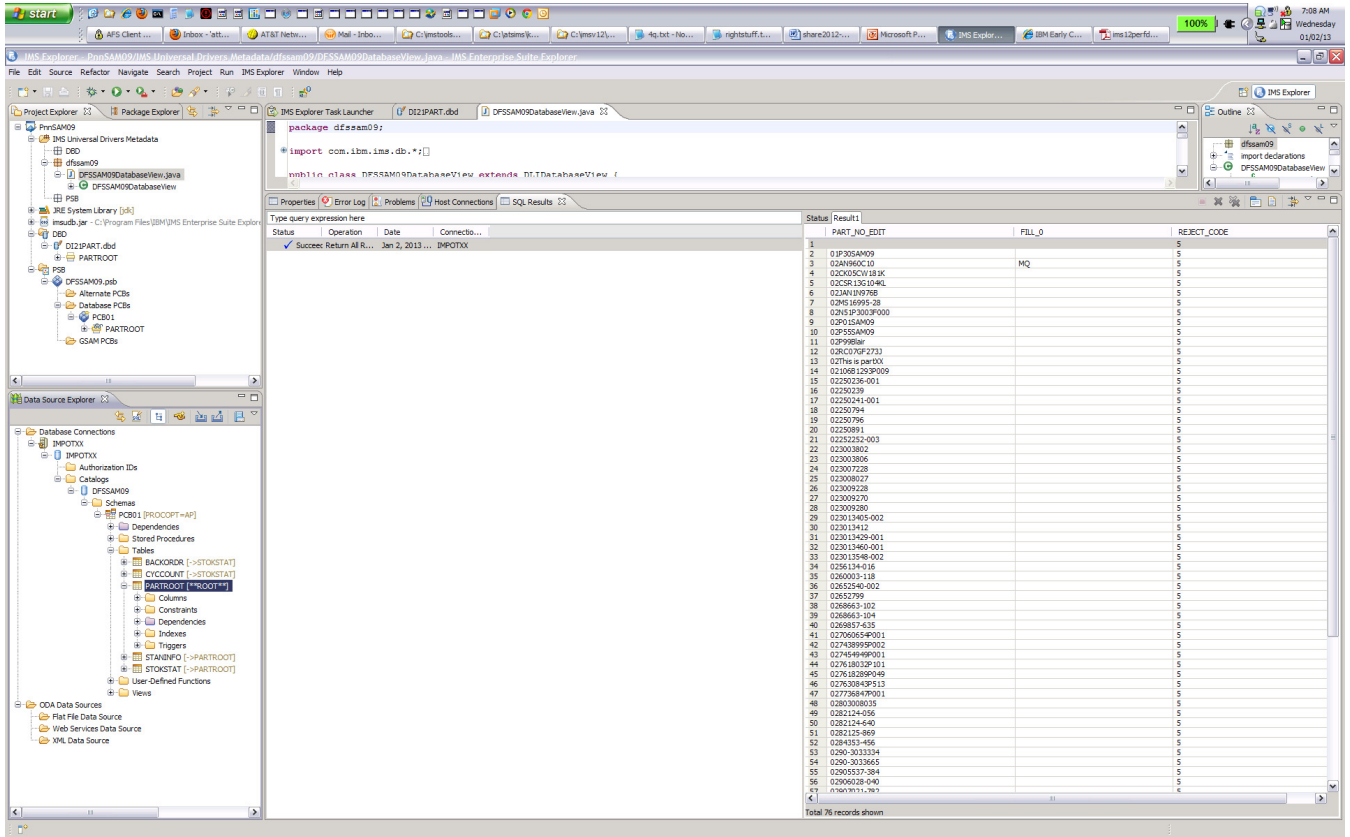 start
100%
7:08 AM
Wednesday
01/02/13
AFS Client ...
Inbox - 'att...
AT&T Netw...
Mail - Inbo...
C:\imstools...
C:\atsims\k...
C:\imsv12\...
4q.txt - No...
rightstuff.t...
share2012-...
Microsoft P...
IMS Explor...
IBM Early C...
ims12perfd...
IMS Explorer - PnnSAM09/IMS Universal Drivers Metadata/dfssam09/DFSSAM09DatabaseView.java - IMS Enterprise Suite Explorer
File Edit Source Refactor Navigate Search Project Run IMS Explorer Window Help
IMS Explorer
Project Explorer
Package Explorer
PnnSAM09
IMS Universal Drivers Metadata
DBD
dfssam09
DFSSAM09DatabaseView.java
DFSSAM09DatabaseView
PSB
JRE System Library [jdk]
imsudb.jar - C:\Program Files\IBM\IMS Enterprise Suite Explore
DBD
DI21PART.dbd
PARTROOT
PSB
DFSSAM09.psb
Alternate PCBs
Database PCBs
PCB01
PARTROOT
GSAM PCBs
IMS Explorer Task Launcher
DI21PART.dbd
DFSSAM09DatabaseView.java
package dfssam09;
import com.ibm.ims.db.*;
public class DFSSAM09DatabaseView extends DLIDatabaseView {
Outline
dfssam09
import declarations
DFSSAM09DatabaseView
Data Source Explorer
Database Connections
IMPOTXX
IMPOTXX
Authorization IDs
Catalogs
DFSSAM09
Schemas
PCB01 [PROCOPT=AP]
Dependencies
Stored Procedures
Tables
BACKORDR [->STOKSTAT]
CYCCOUNT [->STOKSTAT]
PARTROOT [**ROOT**]
Columns
Constraints
Dependencies
Indexes
Triggers
STANINFO [->PARTROOT]
STOKSTAT [->PARTROOT]
User-Defined Functions
Views
ODA Data Sources
Flat File Data Source
Web Services Data Source
XML Data Source
Properties
Error Log
Problems
Host Connections
SQL Results
Type query expression here
Status Operation Date Connectio...
Succeed Return All R... Jan 2, 2013 ... IMPOTXX
Status Result1
PART_NO_EDIT FILL_0 REJECT_CODE
1 5
2 01P30SAM09 5
3 02AN960C10 MQ 5
4 02CK05CW181K 5
5 02CSR13G104KL 5
6 02JAN1N976B 5
7 02MS16995-28 5
8 02N51P3003F000 5
9 02P01SAM09 5
10 02P55SAM09 5
11 02P99Blair 5
12 02RC07GF273J 5
13 02This is partXX 5
14 02106B1293P009 5
15 02250236-001 5
16 02250239 5
17 02250241-001 5
18 02250794 5
19 02250796 5
20 02250891 5
21 02252252-003 5
22 023003802 5
23 023003806 5
24 023007228 5
25 023008027 5
26 023009228 5
27 023009270 5
28 023009280 5
29 023013405-002 5
30 023013412 5
31 023013429-001 5
32 023013460-001 5
33 023013548-002 5
34 0256134-016 5
35 0260003-118 5
36 02652540-002 5
37 02652799 5
38 0268663-102 5
39 0268663-104 5
40 0269857-635 5
41 027060654P001 5
42 027438995P002 5
43 027454949P001 5
44 027618032P101 5
45 027618289P049 5
46 027630843P513 5
47 027736847P001 5
48 02803008035 5
49 0282124-056 5
50 0282124-640 5
51 0282125-869 5
52 0284353-456 5
53 0290-3033334 5
54 0290-3033665 5
55 02905537-384 5
56 02906028-040 5
57 02907021-782 5
Total 76 records shown